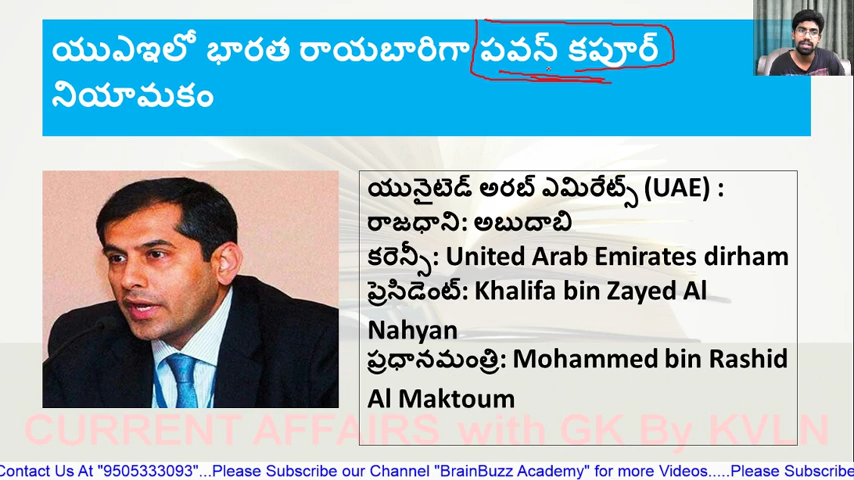 యుఎఇలో భారత రాయబారిగా పవన్ కపూర్
నియామకం
యునైటెడ్ అరబ్ ఎమిరేట్స్ (UAE) :
రాజధాని: అబుదాబి
కరెన్సీ: United Arab Emirates dirham
ప్రెసిడెంట్: Khalifa bin Zayed Al
Nahyan
ప్రధానమంత్రి: Mohammed bin Rashid
Al Maktoum
CURRENT AFFAIRS with GK By KVLN
Contact Us At "9505333093"...Please Subscribe our Channel "BrainBuzz Academy" for more Videos.....Please Subscribe